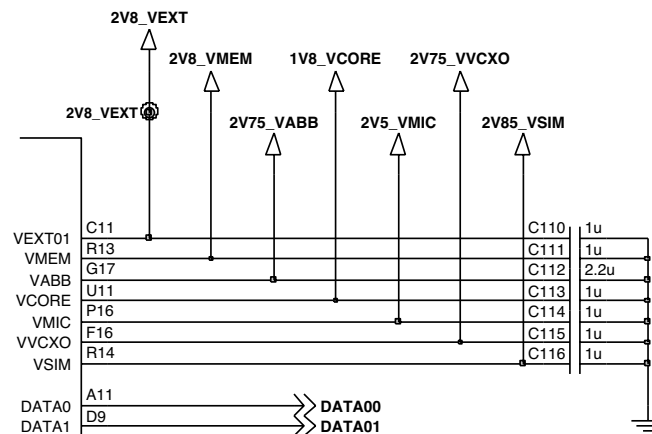 2V8_VEXT
2V8_VMEM 1V8_VCORE 2V75_VVCXO
2V8_VEXT 2V75_VABB 2V5_VMIC 2V85_VSIM
VEXT01 C11 C110 1u
VMEM R13 C111 1u
VABB G17 C112 2.2u
VCORE U11 C113 1u
VMIC P16 C114 1u
VVCXO F16 C115 1u
VSIM R14 C116 1u
DATA0 A11 DATA00
DATA1 D9 DATA01